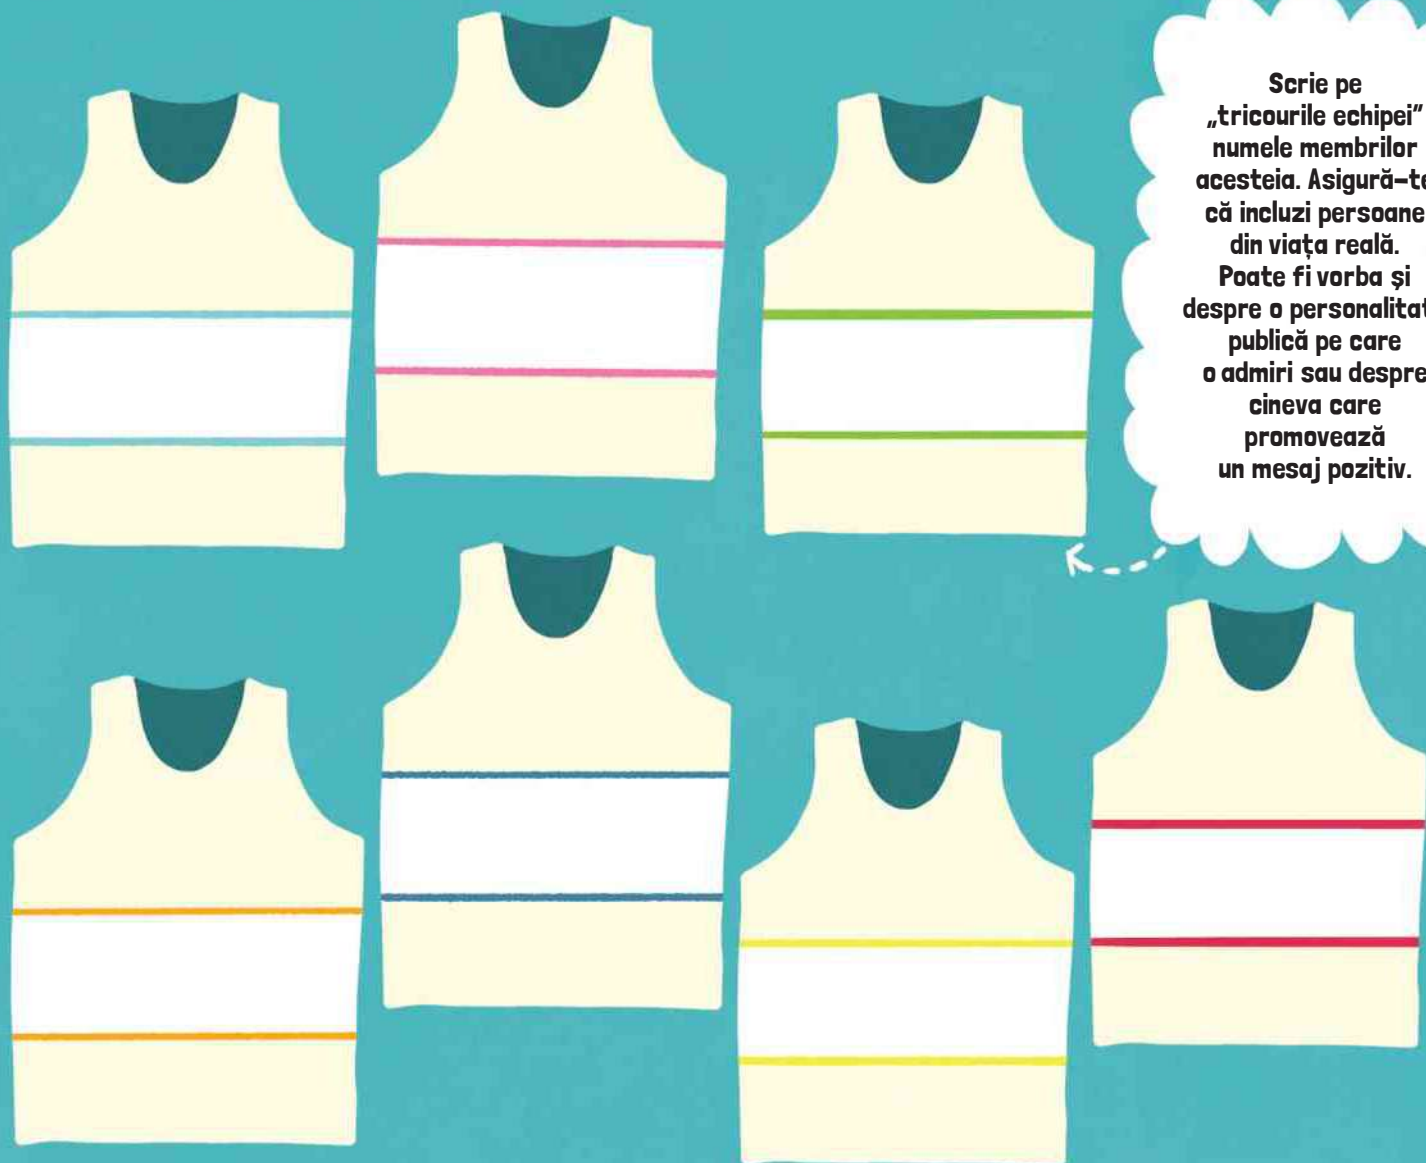 Scrie pe
„tricourile echipei”
numele membrilor
acesteia. Asigură-te
că incluzi persoane
din viața reală.
Poate fi vorba și
despre o personalitat
publică pe care
o admiri sau despre
cineva care
promovează
un mesaj pozitiv.